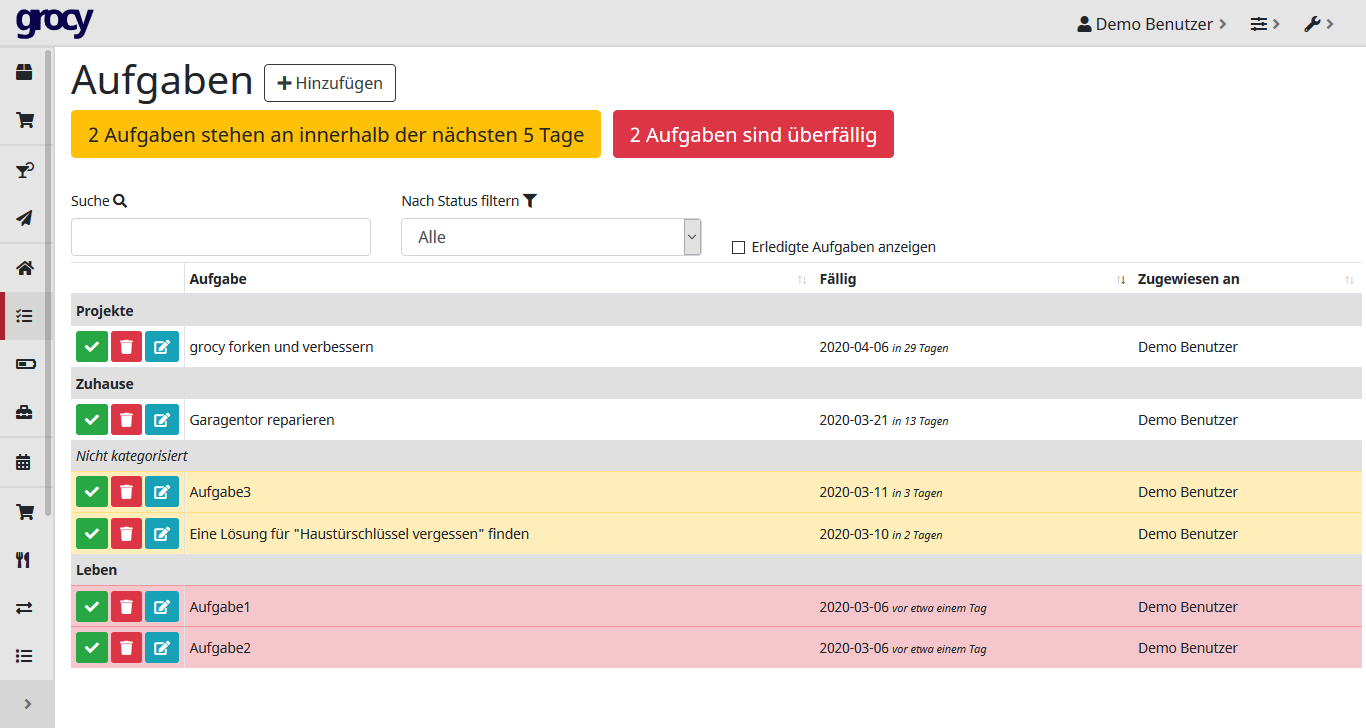 grocy
Demo Benutzer
Aufgaben
Hinzufügen
2 Aufgaben stehen an innerhalb der nächsten 5 Tage
2 Aufgaben sind überfällig
Suche
Nach Status filtern
Alle
Erledigte Aufgaben anzeigen
Aufgabe Fällig Zugewiesen an
Projekte
grocy forken und verbessern 2020-04-06 in 29 Tagen Demo Benutzer
Zuhause
Garagentor reparieren 2020-03-21 in 13 Tagen Demo Benutzer
Nicht kategorisiert
Aufgabe3 2020-03-11 in 3 Tagen Demo Benutzer
Eine Lösung für "Haustürschlüssel vergessen" finden 2020-03-10 in 2 Tagen Demo Benutzer
Leben
Aufgabe1 2020-03-06 vor etwa einem Tag Demo Benutzer
Aufgabe2 2020-03-06 vor etwa einem Tag Demo Benutzer